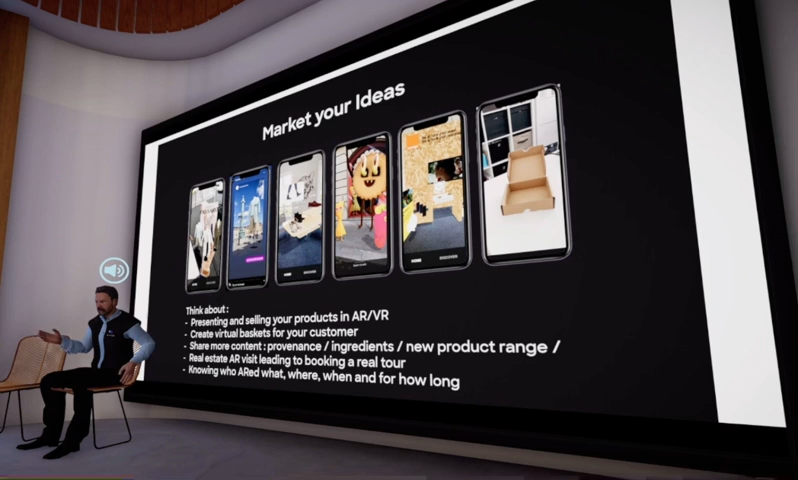 Market your Ideas
Think about :
- Presenting and selling your products in AR/VR
- Create virtual baskets for your customer
- Share more content : provenance / ingredients / new product range /
- Real estate AR visit leading to booking a real tour
- Knowing who ARed what, where, when and for how long